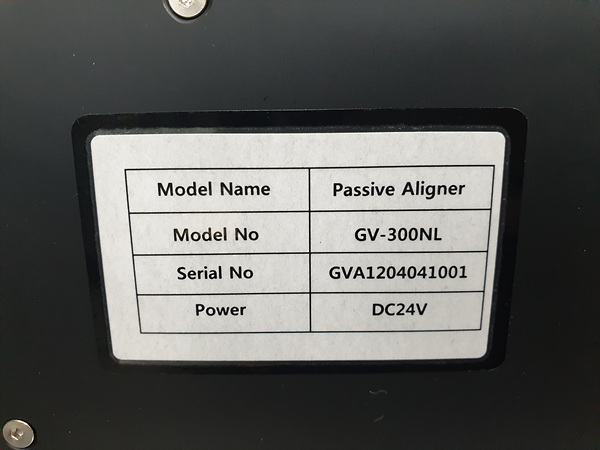 Model Name Passive Aligner
Model No GV-300NL
Serial No GVA1204041001
Power DC24V